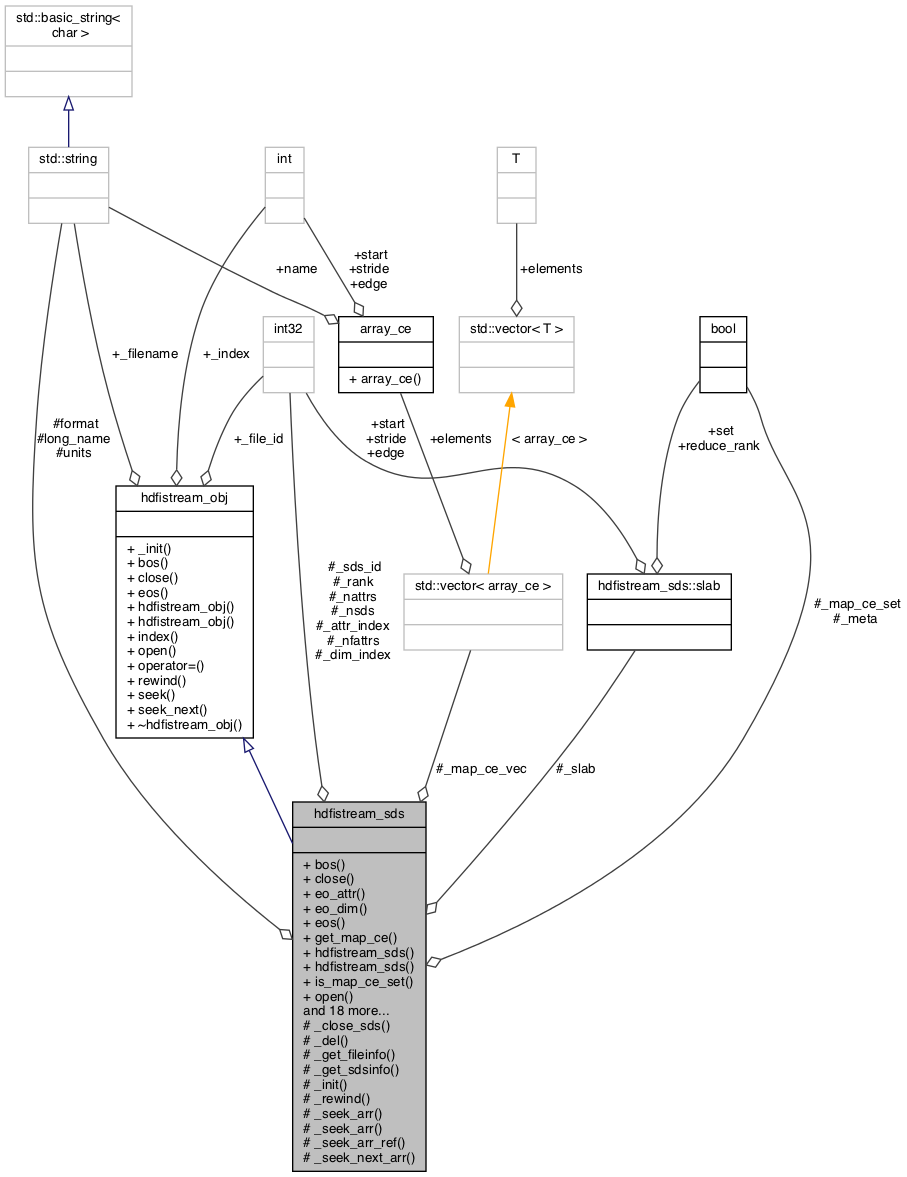 std::basic_string<
char >
std::string
int
T
+name
+start
+stride
+edge
+elements
int32
array_ce
+ array_ce()
std::vector< T >
bool
+_filename
+_index
#format
#long_name
#units
+_file_id
+start
+stride
+edge
+elements
< array_ce >
+set
+reduce_rank
hdfistream_obj
+ _init()
+ bos()
+ close()
+ eos()
+ hdfistream_obj()
+ hdfistream_obj()
+ index()
+ open()
+ operator=()
+ rewind()
+ seek()
+ seek_next()
+ ~hdfistream_obj()
#_sds_id
#_rank
#_nattrs
#_nsds
#_attr_index
#_nfattrs
#_dim_index
std::vector< array_ce >
hdfistream_sds::slab
#_map_ce_set
#_meta
#_map_ce_vec
#_slab
hdfistream_sds
+ bos()
+ close()
+ eo_attr()
+ eo_dim()
+ eos()
+ get_map_ce()
+ hdfistream_sds()
+ hdfistream_sds()
+ is_map_ce_set()
+ open()
and 18 more...
# _close_sds()
# _del()
# _get_fileinfo()
# _get_sdsinfo()
# _init()
# _rewind()
# _seek_arr()
# _seek_arr()
# _seek_arr_ref()
# _seek_next_arr()